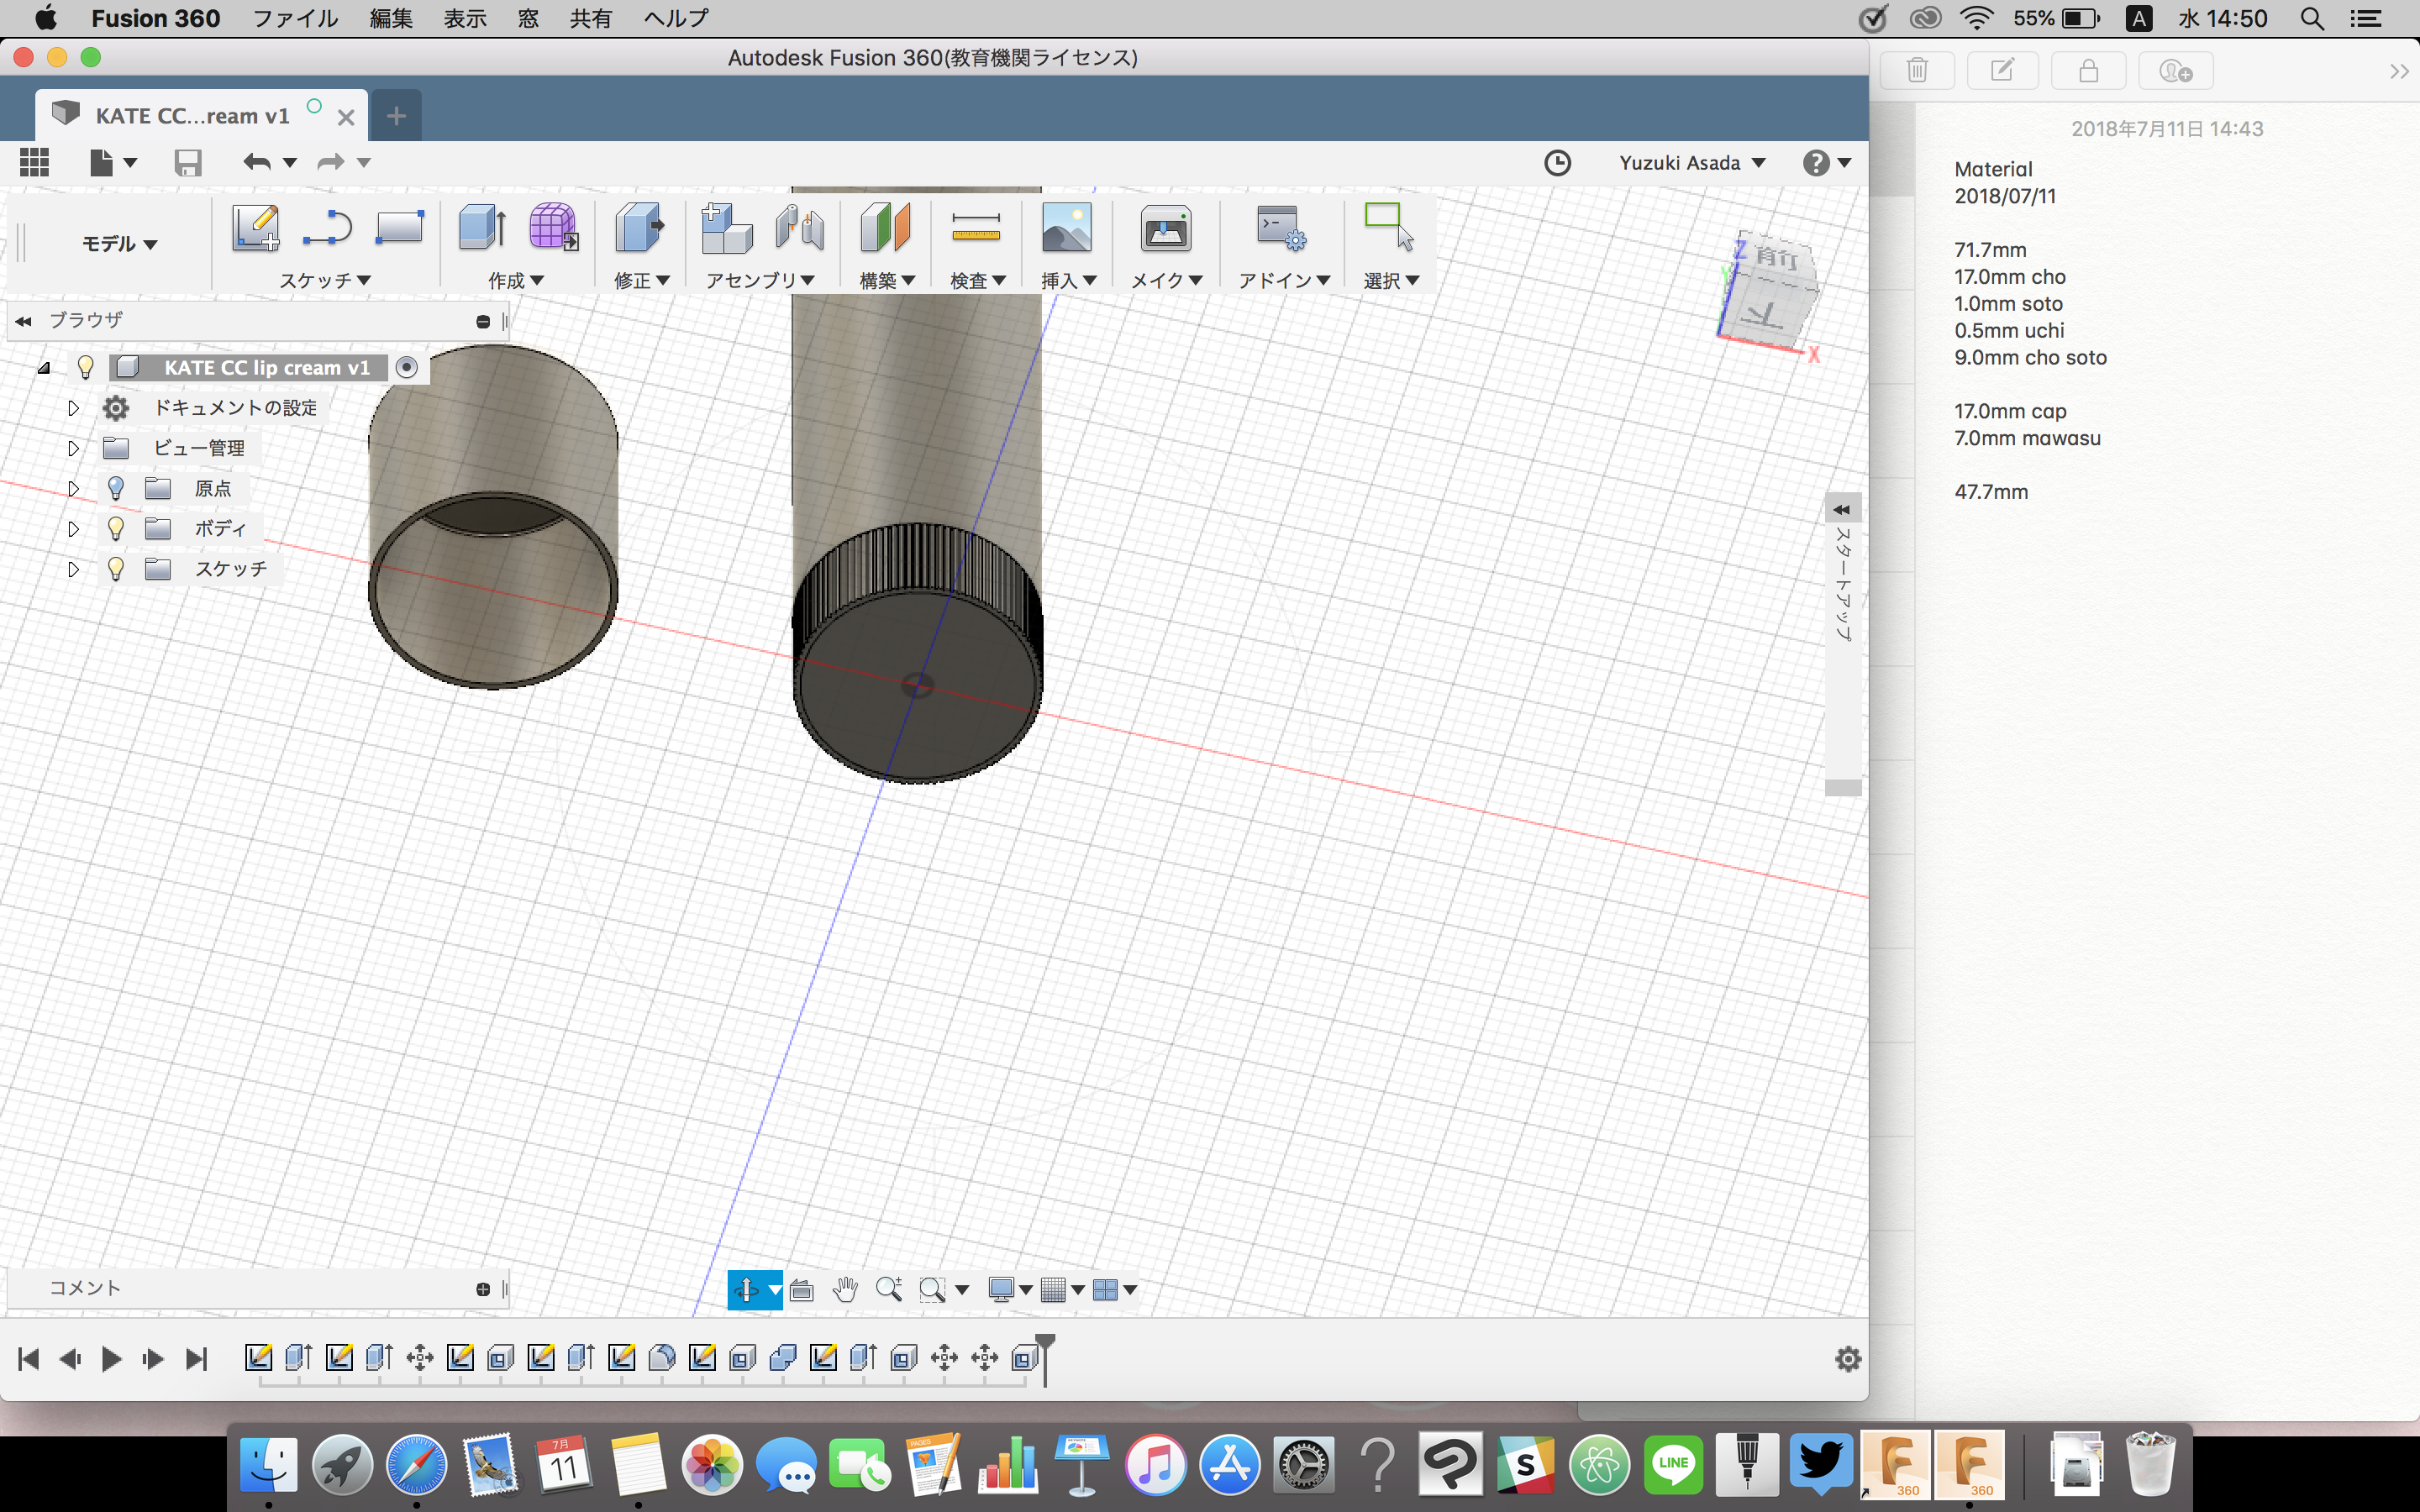 Fusion 360 ファイル 編集 表示 窓 共有 ヘルプ 55% A 水 14:50
Autodesk Fusion 360(教育機関ライセンス)
KATE CC...ream v1
Yuzuki Asada
モデル
スケッチ 作成 修正 アセンブリ 構築 検査 挿入 メイク アドイン 選択
ブラウザ
KATE CC lip cream v1
ドキュメントの設定
ビュー管理
原点
ボディ
スケッチ
前
下
Z
Y
X
スタートアップ
コメント
2018年7月11日 14:43
Material
2018/07/11
71.7mm
17.0mm cho
1.0mm soto
0.5mm uchi
9.0mm cho soto
17.0mm cap
7.0mm mawasu
47.7mm
7月
11
PAGES
S
LINE
360
360